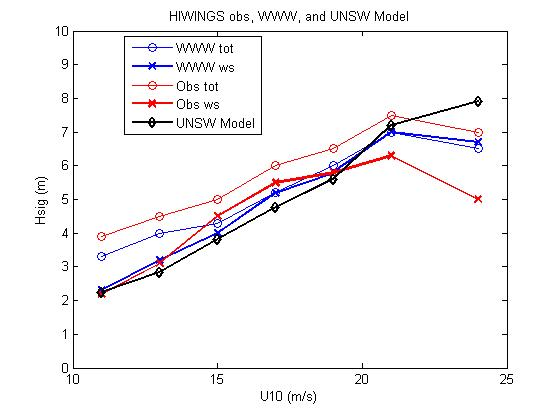 HIWINGS obs, WWW, and UNSW Model
10
9
8
7
6
5
4
3
2
1
0
Hsig (m)
WWW tot
WWW ws
Obs tot
Obs ws
UNSW Model
10 15 20 25
U10 (m/s)